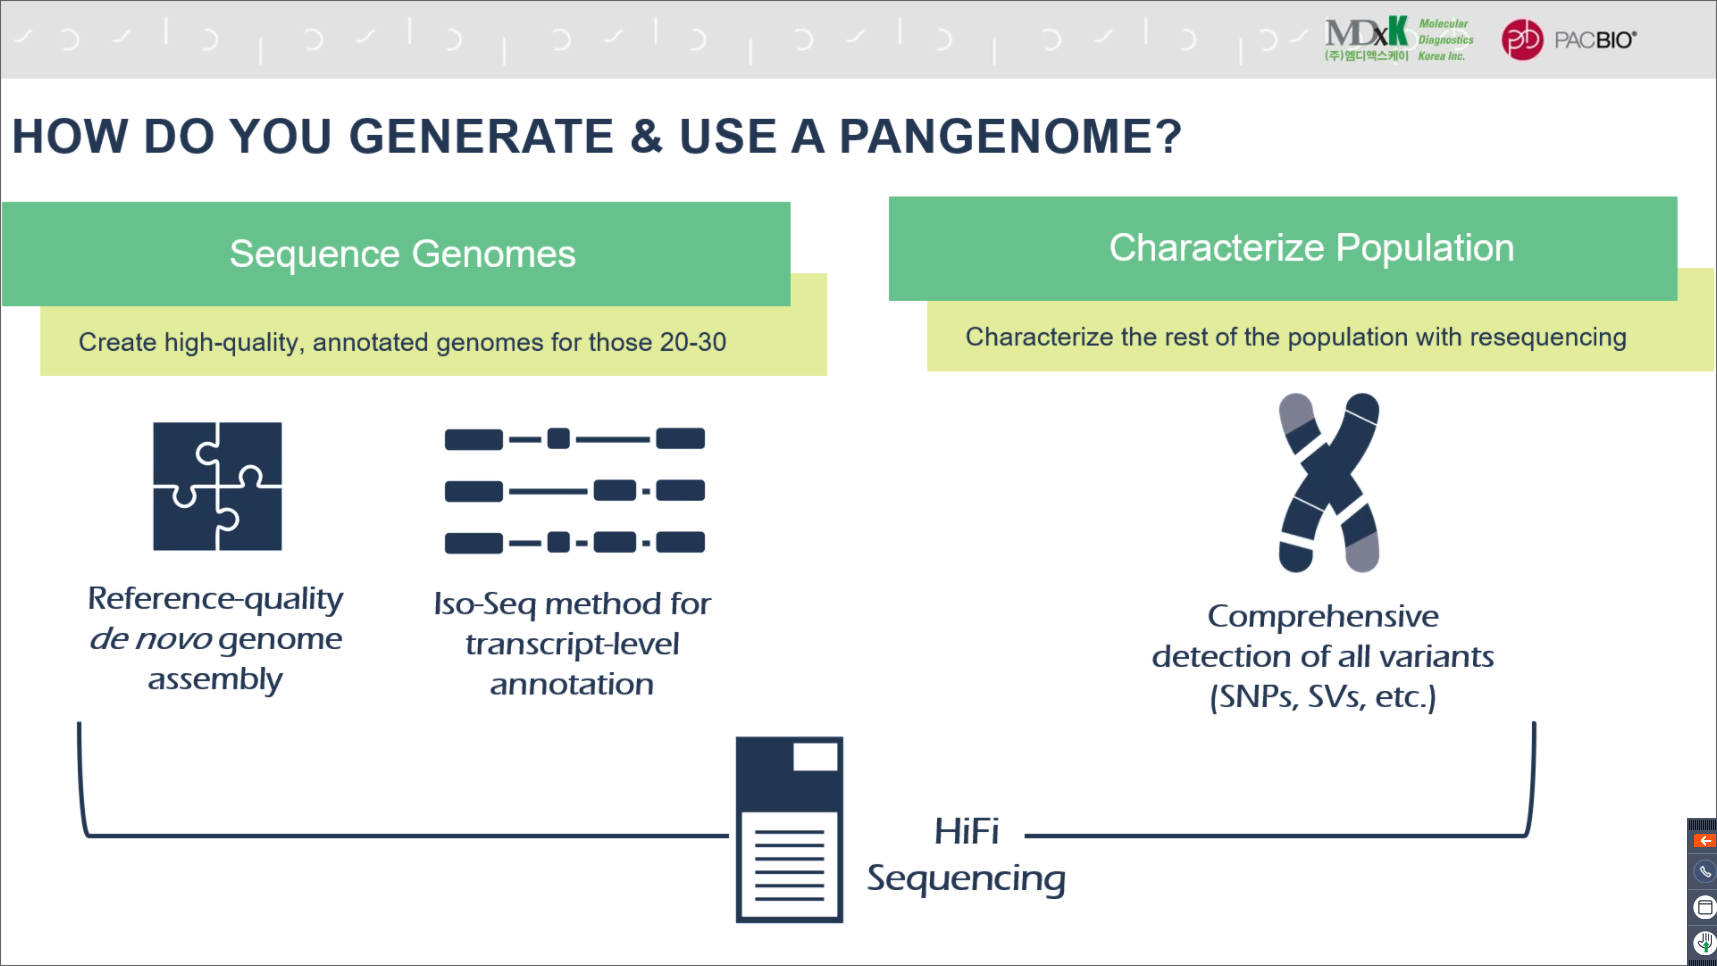 MDxK Molecular
Diagnostics
(주)엠디엑스케이 Korea Inc.
PACBIO®
HOW DO YOU GENERATE & USE A PANGENOME?
Sequence Genomes
Create high-quality, annotated genomes for those 20-30
Reference-quality
de novo genome
assembly
Iso-Seq method for
transcript-level
annotation
Characterize Population
Characterize the rest of the population with resequencing
Comprehensive
detection of all variants
(SNPs, SVs, etc.)
HiFi
Sequencing